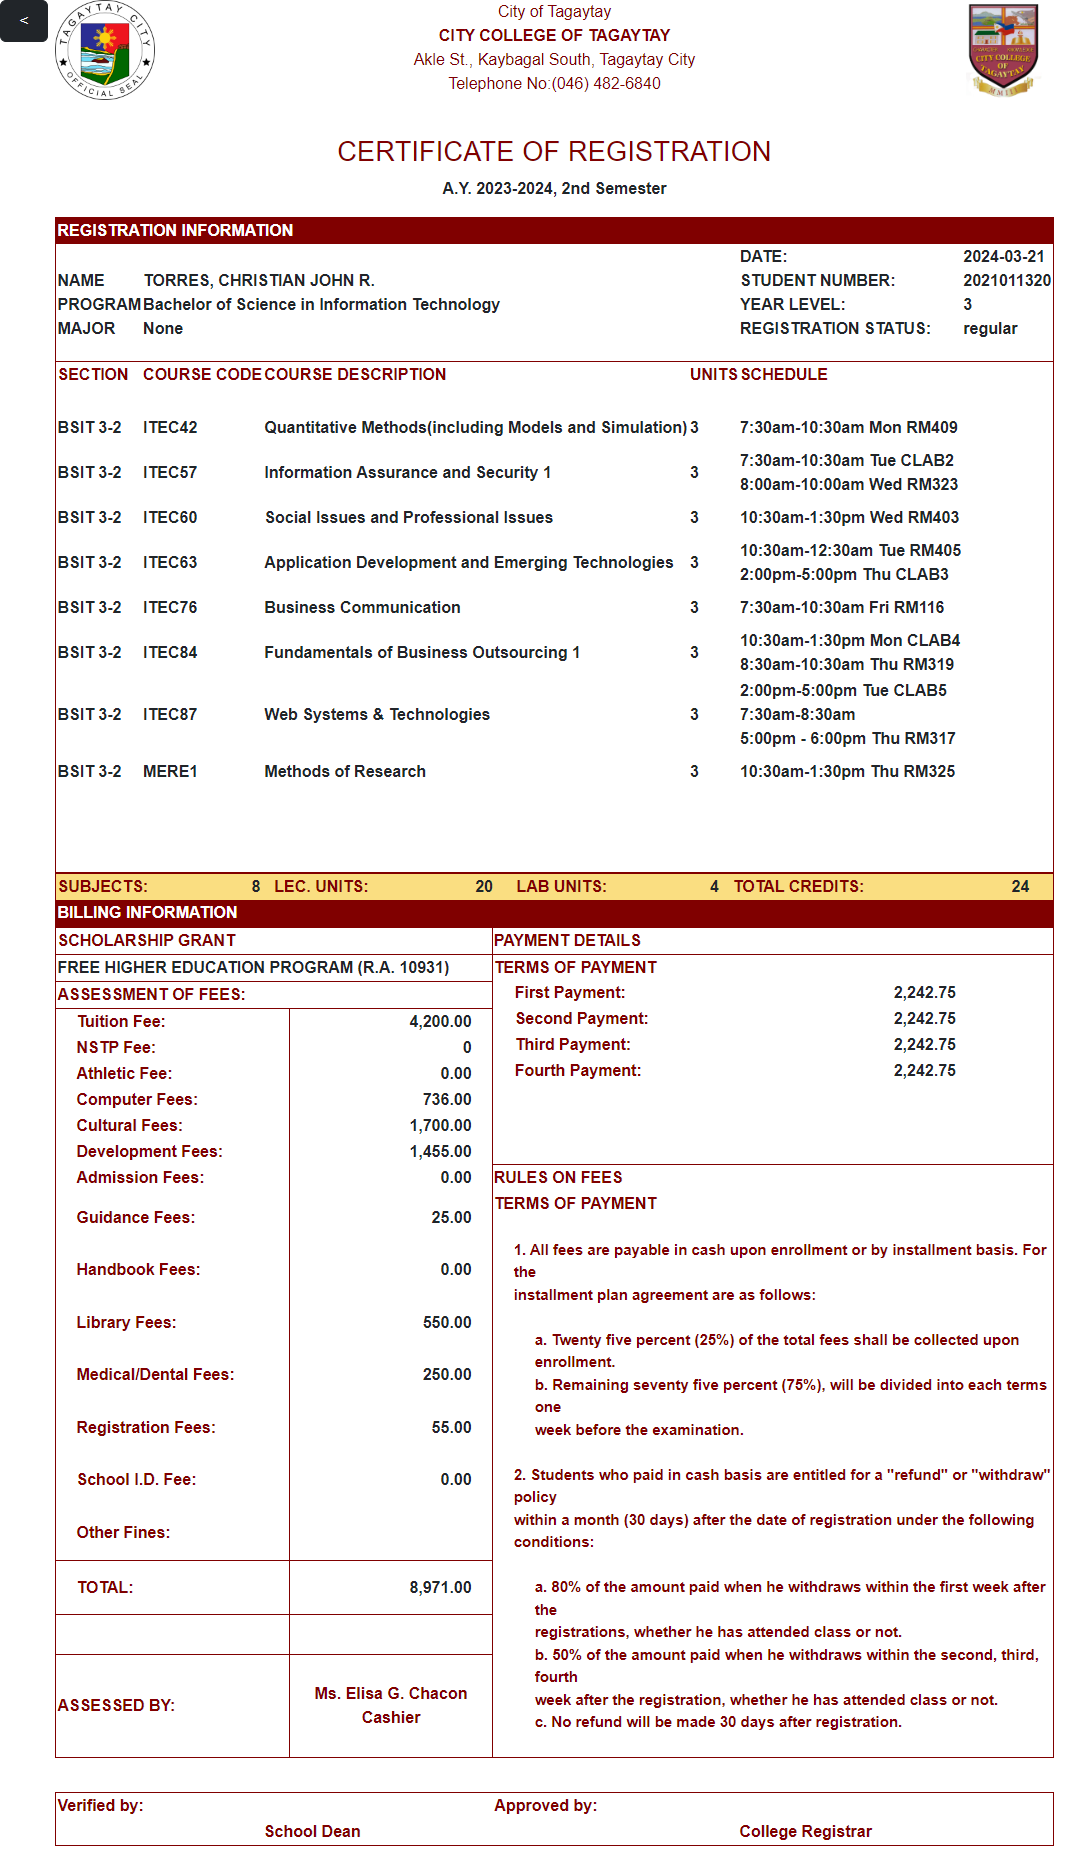 <
TAGAYTAY CITY
OFFICIAL SEAL
City of Tagaytay
CITY COLLEGE OF TAGAYTAY
Akle St., Kaybagal South, Tagaytay City
Telephone No:(046) 482-6840
CITY COLLEGE
OF
TAGAYTAY
CERTIFICATE OF REGISTRATION
A.Y. 2023-2024, 2nd Semester
REGISTRATION INFORMATION
DATE: 2024-03-21
NAME TORRES, CHRISTIAN JOHN R. STUDENT NUMBER: 2021011320
PROGRAM Bachelor of Science in Information Technology YEAR LEVEL: 3
MAJOR None REGISTRATION STATUS: regular
SECTION COURSE CODE COURSE DESCRIPTION UNITS SCHEDULE
BSIT 3-2 ITEC42 Quantitative Methods(including Models and Simulation) 3 7:30am-10:30am Mon RM409
BSIT 3-2 ITEC57 Information Assurance and Security 1 3 7:30am-10:30am Tue CLAB2
8:00am-10:00am Wed RM323
BSIT 3-2 ITEC60 Social Issues and Professional Issues 3 10:30am-1:30pm Wed RM403
BSIT 3-2 ITEC63 Application Development and Emerging Technologies 3 10:30am-12:30am Tue RM405
2:00pm-5:00pm Thu CLAB3
BSIT 3-2 ITEC76 Business Communication 3 7:30am-10:30am Fri RM116
BSIT 3-2 ITEC84 Fundamentals of Business Outsourcing 1 3 10:30am-1:30pm Mon CLAB4
8:30am-10:30am Thu RM319
BSIT 3-2 ITEC87 Web Systems & Technologies 3 2:00pm-5:00pm Tue CLAB5
7:30am-8:30am
5:00pm - 6:00pm Thu RM317
BSIT 3-2 MERE1 Methods of Research 3 10:30am-1:30pm Thu RM325
SUBJECTS: 8 LEC. UNITS: 20 LAB UNITS: 4 TOTAL CREDITS: 24
BILLING INFORMATION
SCHOLARSHIP GRANT
FREE HIGHER EDUCATION PROGRAM (R.A. 10931)
ASSESSMENT OF FEES:
Tuition Fee: 4,200.00
NSTP Fee: 0
Athletic Fee: 0.00
Computer Fees: 736.00
Cultural Fees: 1,700.00
Development Fees: 1,455.00
Admission Fees: 0.00
Guidance Fees: 25.00
Handbook Fees: 0.00
Library Fees: 550.00
Medical/Dental Fees: 250.00
Registration Fees: 55.00
School I.D. Fee: 0.00
Other Fines:
TOTAL: 8,971.00
ASSESSED BY: Ms. Elisa G. Chacon
Cashier
PAYMENT DETAILS
TERMS OF PAYMENT
First Payment: 2,242.75
Second Payment: 2,242.75
Third Payment: 2,242.75
Fourth Payment: 2,242.75
RULES ON FEES
TERMS OF PAYMENT
1. All fees are payable in cash upon enrollment or by installment basis. For
the
installment plan agreement are as follows:
a. Twenty five percent (25%) of the total fees shall be collected upon
enrollment.
b. Remaining seventy five percent (75%), will be divided into each terms
one
week before the examination.
2. Students who paid in cash basis are entitled for a "refund" or "withdraw"
policy
within a month (30 days) after the date of registration under the following
conditions:
a. 80% of the amount paid when he withdraws within the first week after
the
registrations, whether he has attended class or not.
b. 50% of the amount paid when he withdraws within the second, third,
fourth
week after the registration, whether he has attended class or not.
c. No refund will be made 30 days after registration.
Verified by: Approved by:
School Dean College Registrar